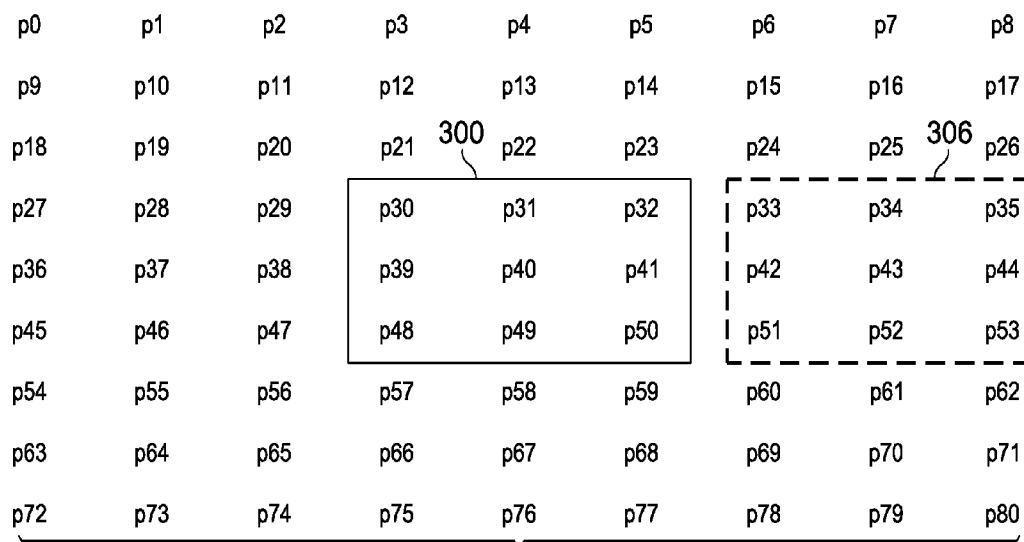 p0 p1 p2 p3 p4 p5 p6 p7 p8
p9 p10 p11 p12 p13 p14 p15 p16 p17
300 306
p18 p19 p20 p21 p22 p23 p24 p25 p26
p27 p28 p29 p30 p31 p32 p33 p34 p35
p36 p37 p38 p39 p40 p41 p42 p43 p44
p45 p46 p47 p48 p49 p50 p51 p52 p53
p54 p55 p56 p57 p58 p59 p60 p61 p62
p63 p64 p65 p66 p67 p68 p69 p70 p71
p72 p73 p74 p75 p76 p77 p78 p79 p80